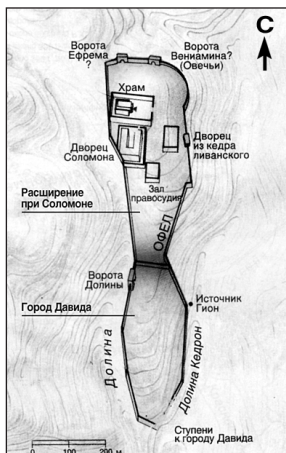 Ворота
Ефрема
?
Ворота
Вениамина?
(Овечьи)
С
Храм
Дворец
Соломона
Дворец
из кедра
ливанского
Зал
правосудия
Расширение
при Соломоне
ОФЕЛ
Ворота
Долины
Источник
Гион
Город Давида
Долина
Долина Кедрон
Ступени
к городу Давида
0 100 200 м